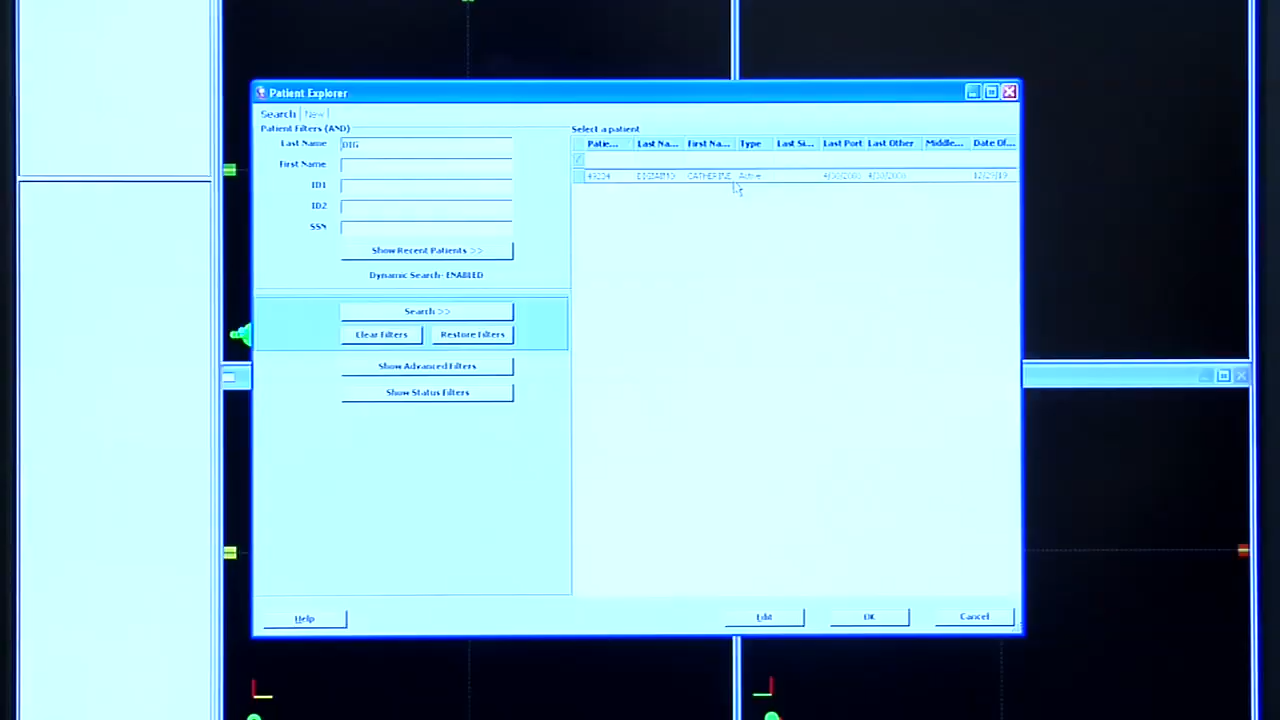 Patient Explorer
Search New
Patient Filters (AND)
Last Name DIG
First Name
ID1
ID2
SSN
Show Recent Patients >>
Dynamic Search- ENABLED
Search >>
Clear Filters Restore Filters
Show Advanced Filters
Show Status Filters
Select a patient
Patie... Last Na... First Na... Type Last Si... Last Port Last Other Middle... Date Of...
CATHERINE Active
Help Edit OK Cancel